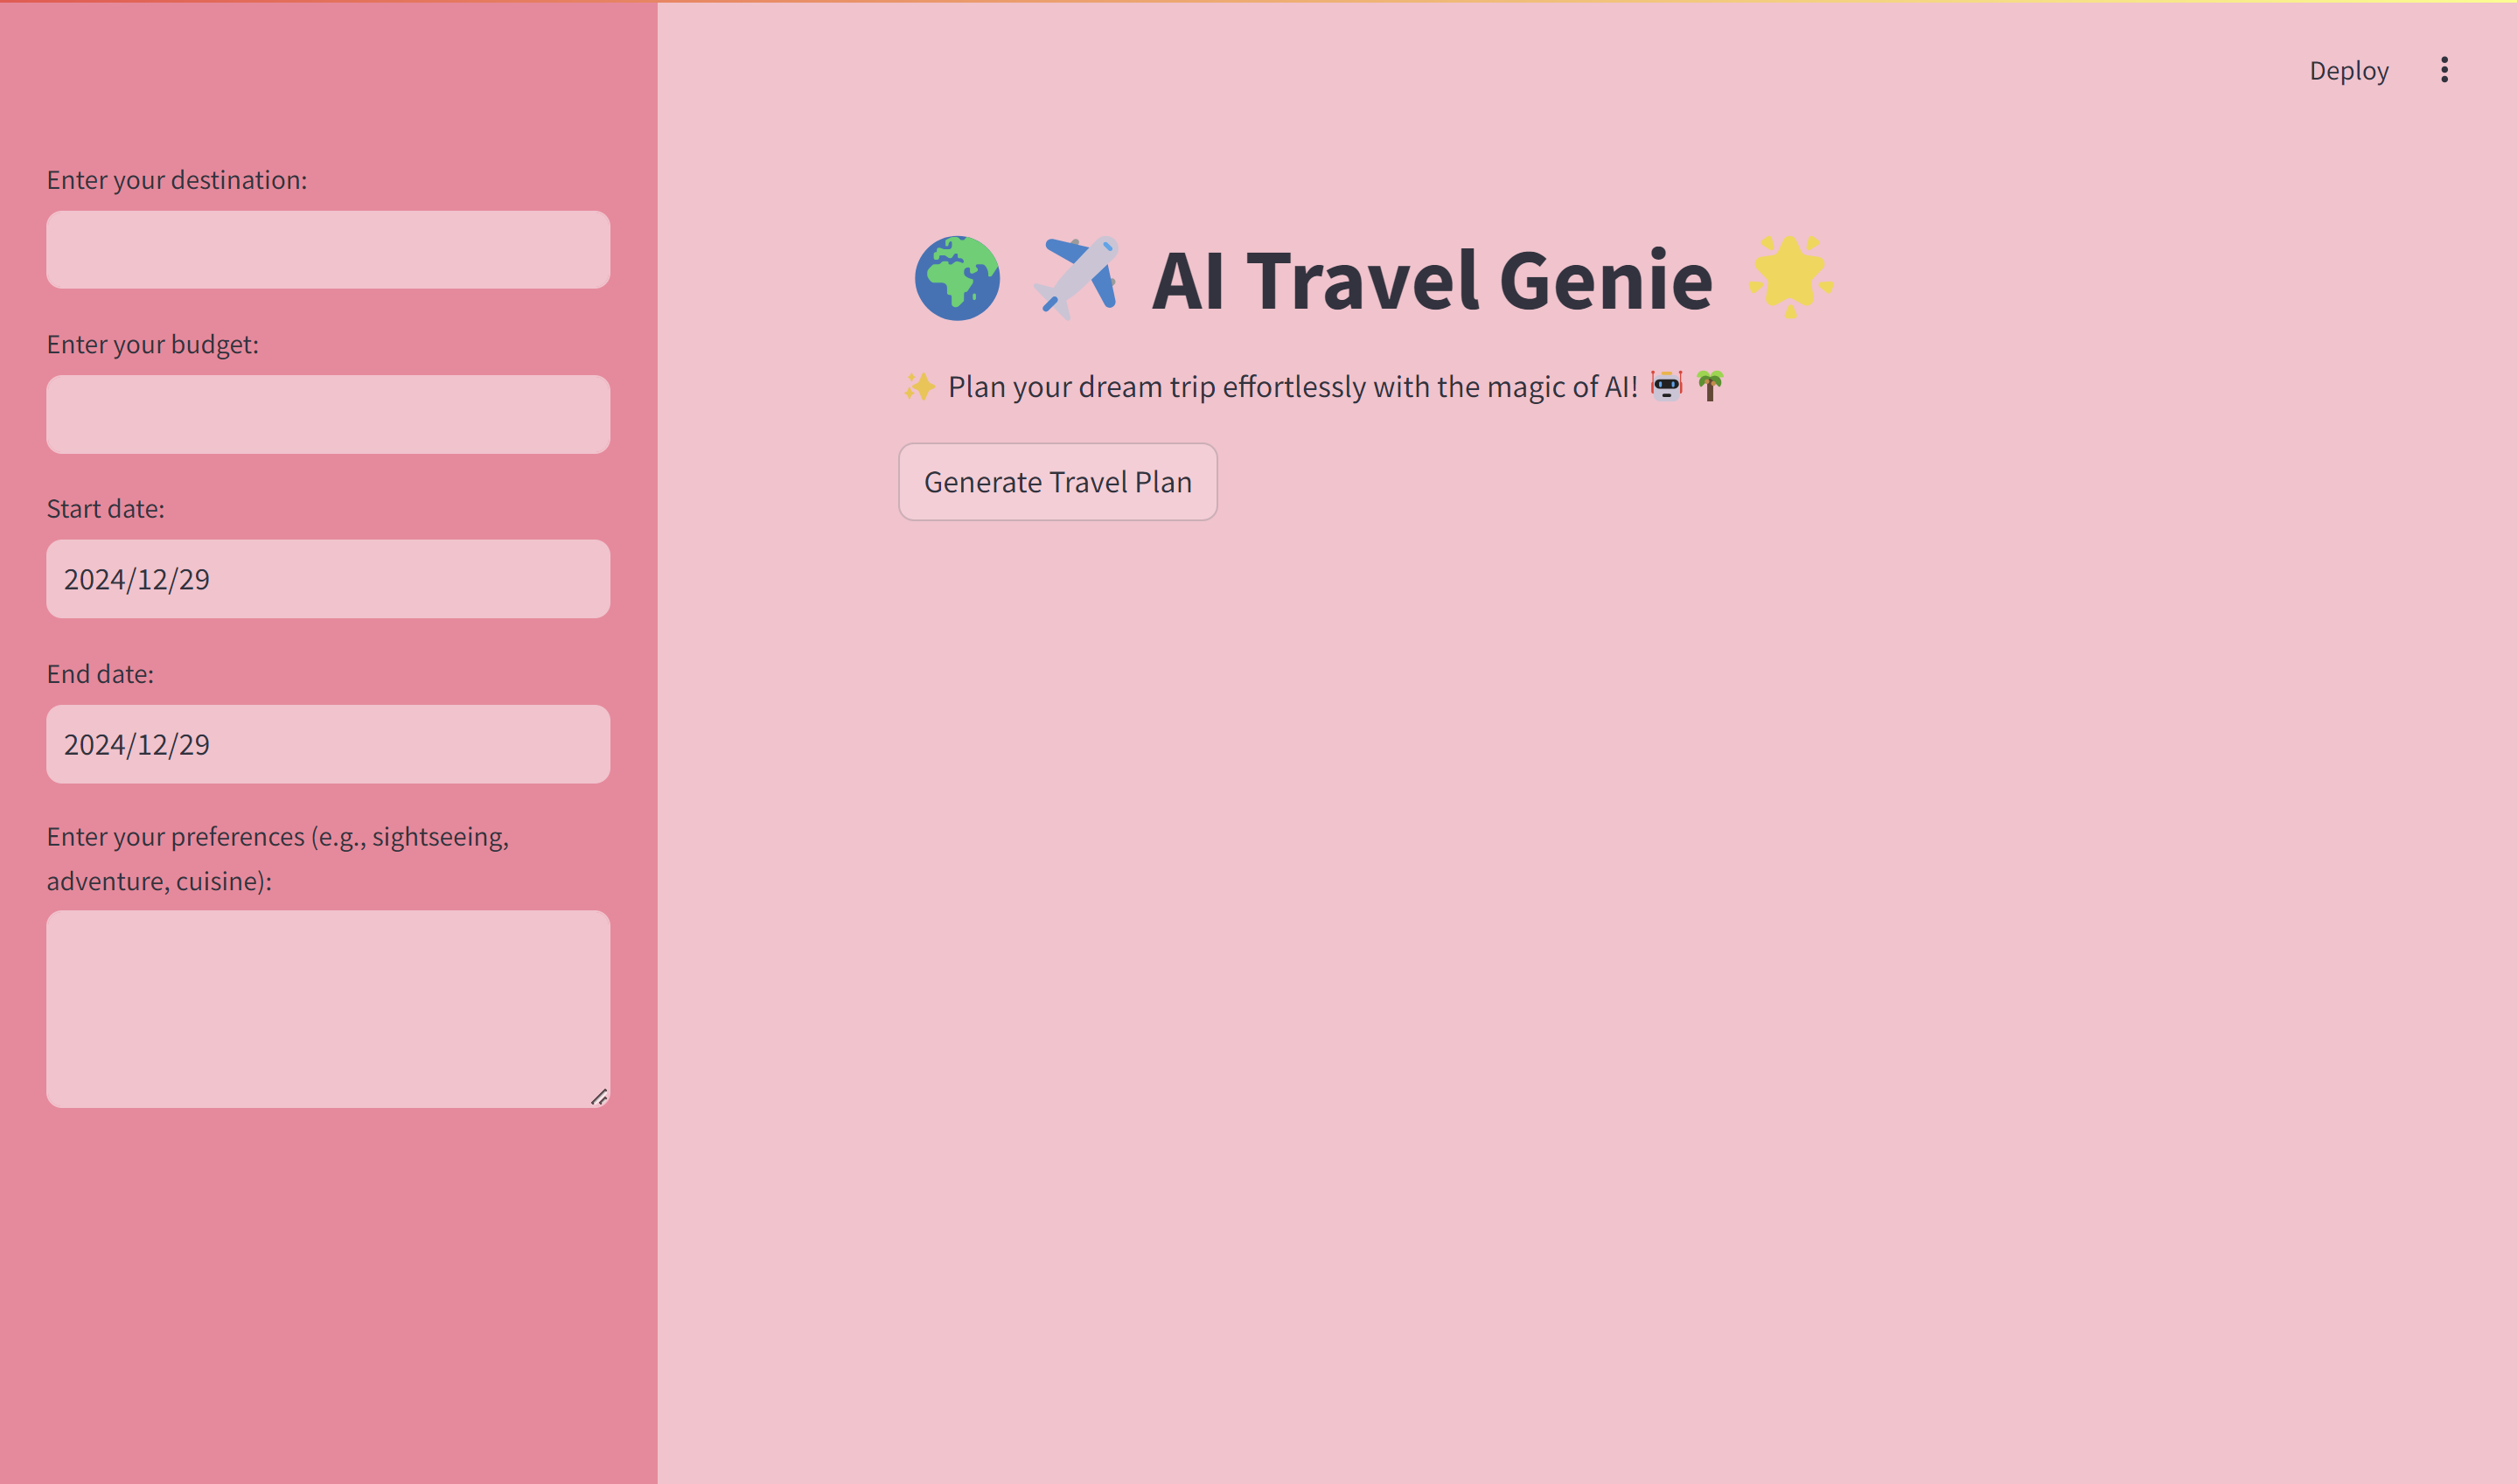 Deploy
Enter your destination:
Enter your budget:
Start date:
2024/12/29
End date:
2024/12/29
Enter your preferences (e.g., sightseeing,
adventure, cuisine):
AI Travel Genie
Plan your dream trip effortlessly with the magic of AI!
Generate Travel Plan